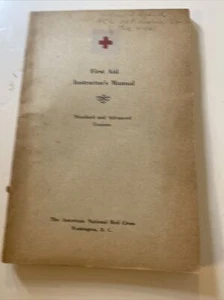 First Aid
Instructor's Manual
Standard and Advanced
Courses
The American National Red Cross
Washington, D. C.